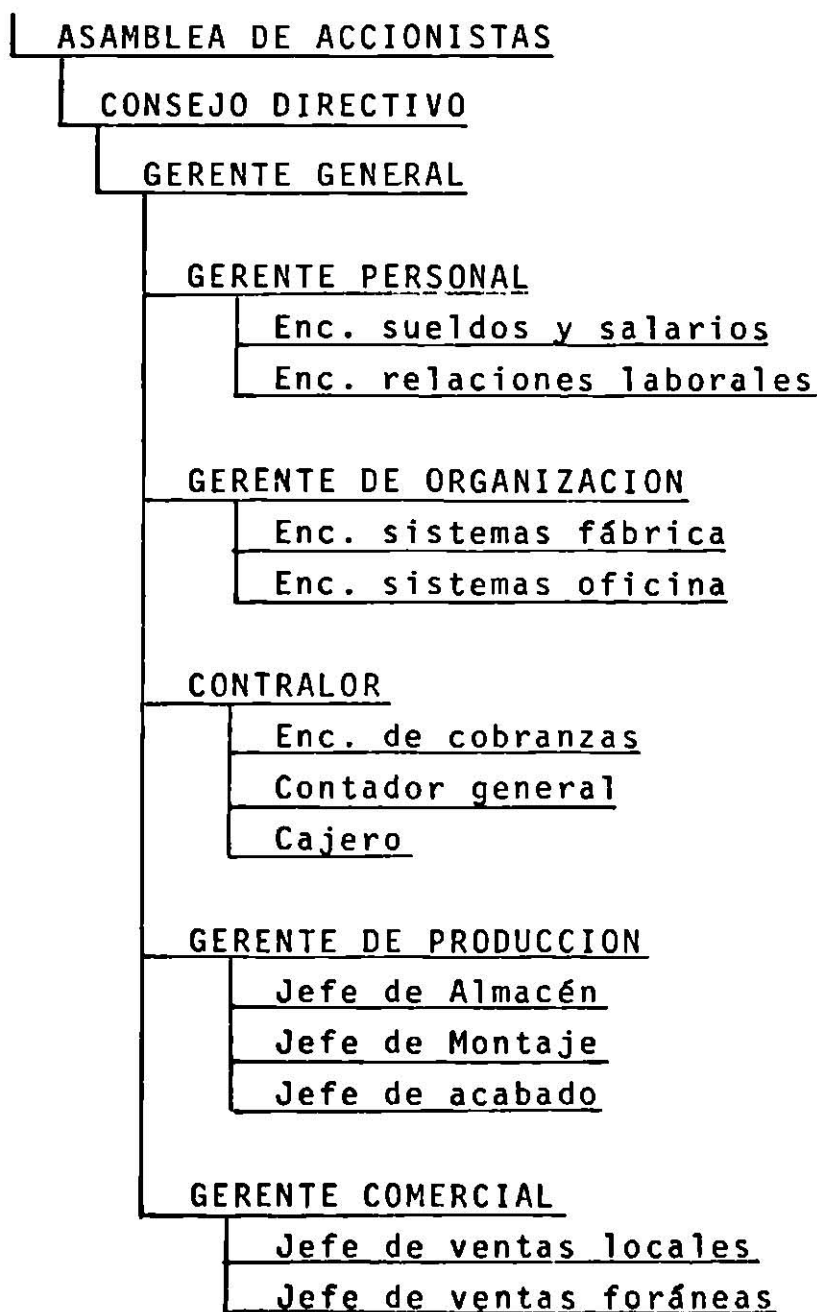 ASAMBLEA DE ACCIONISTAS
CONSEJO DIRECTIVO
GERENTE GENERAL
GERENTE PERSONAL
Enc. sueldos y salarios
Enc. relaciones laborales
GERENTE DE ORGANIZACION
Enc. sistemas fábrica
Enc. sistemas oficina
CONTRALOR
Enc. de cobranzas
Contador general
Cajero
GERENTE DE PRODUCCION
Jefe de Almacén
Jefe de Montaje
Jefe de acabado
GERENTE COMERCIAL
Jefe de ventas locales
Jefe de ventas foráneas